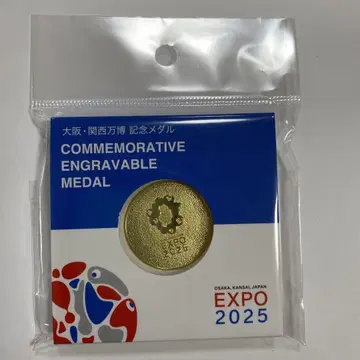 大阪・関西万博 記念メダル
COMMEMORATIVE
ENGRAVABLE
MEDAL
EXPO
2025
OSAKA, KANSAI, JAPAN
EXPO
2025